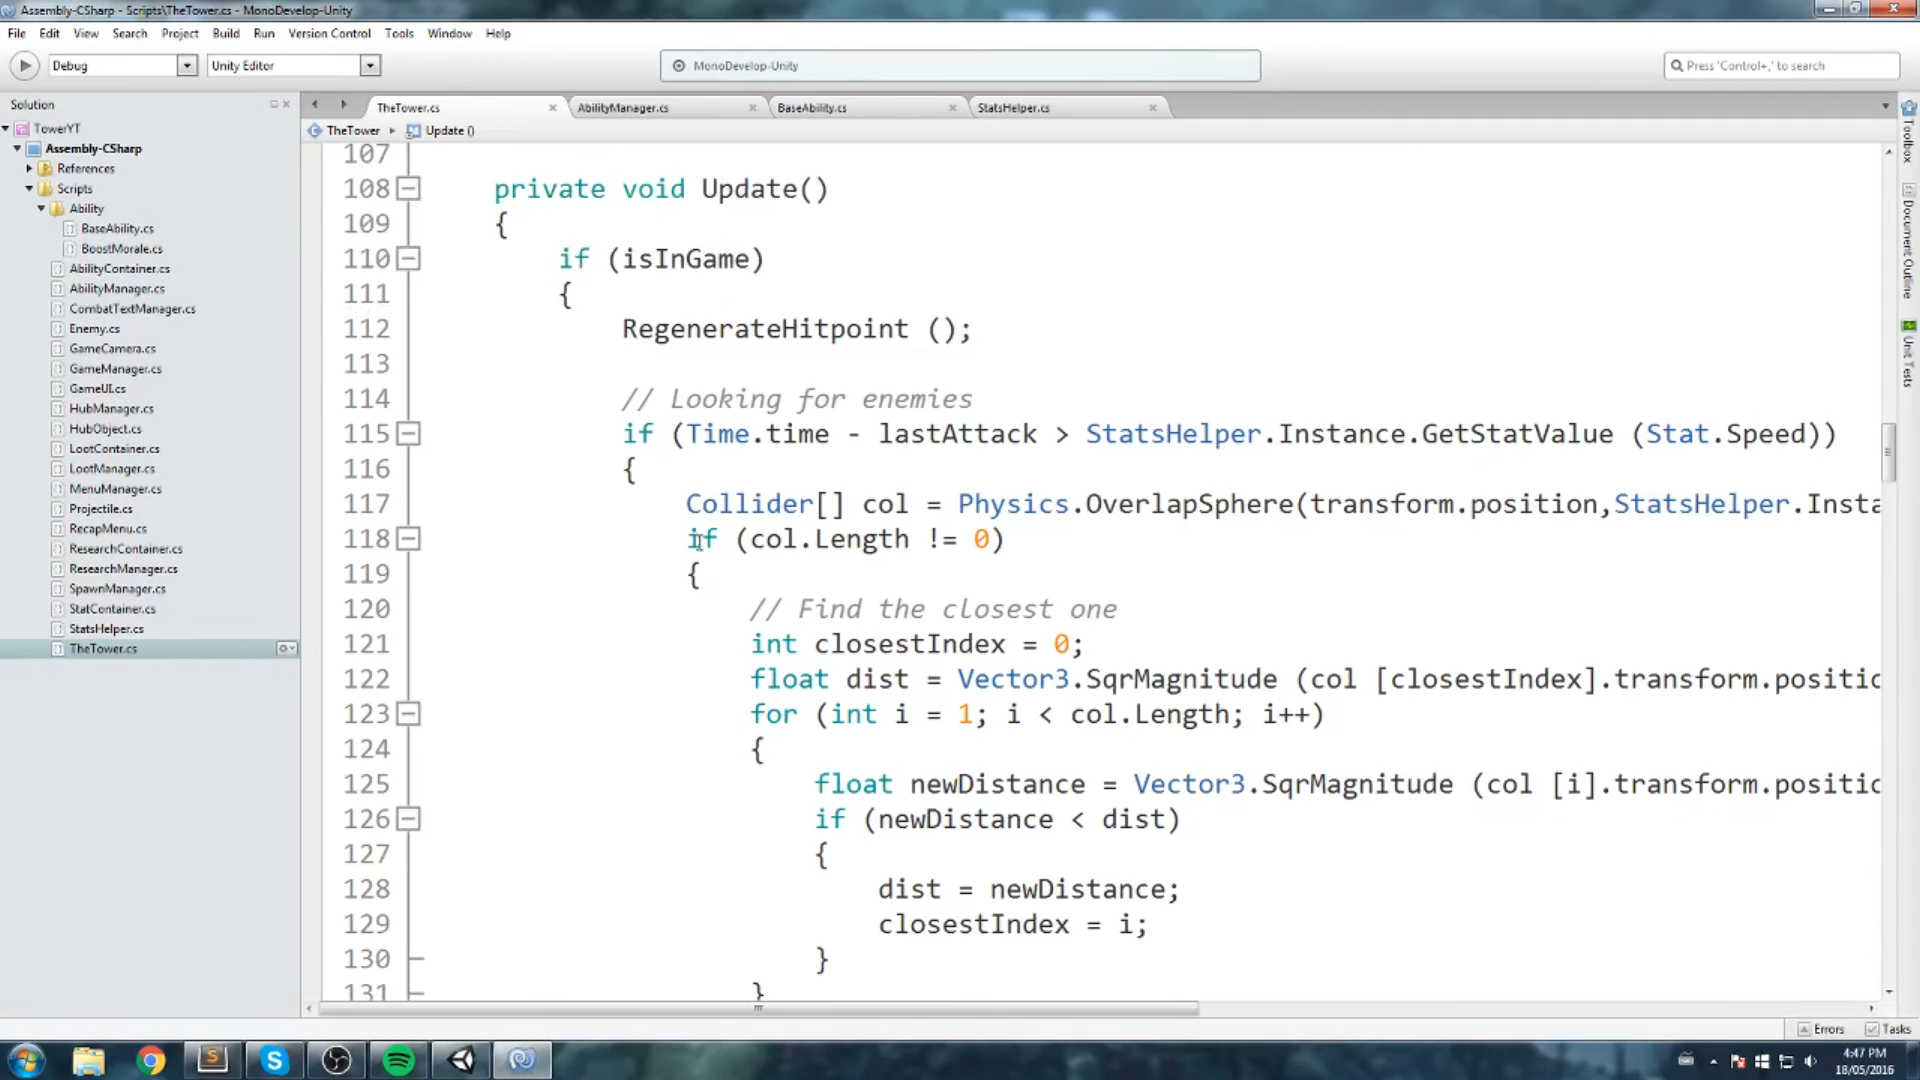 Assembly-CSharp - Scripts\TheTower.cs - MonoDevelop-Unity
File Edit View Search Project Build Run Version Control Tools Window Help
Debug Unity Editor MonoDevelop-Unity Press 'Control+,' to search
Solution
TheTower.cs AbilityManager.cs BaseAbility.cs StatsHelper.cs
TheTower Update ()
TowerYT
Assembly-CSharp
References
Scripts
Ability
BaseAbility.cs
BoostMorale.cs
AbilityContainer.cs
AbilityManager.cs
CombatTextManager.cs
Enemy.cs
GameCamera.cs
GameManager.cs
GameUI.cs
HubManager.cs
HubObject.cs
LootContainer.cs
LootManager.cs
MenuManager.cs
Projectile.cs
RecapMenu.cs
ResearchContainer.cs
ResearchManager.cs
SpawnManager.cs
StatContainer.cs
StatsHelper.cs
TheTower.cs
107
108 private void Update()
109 {
110 if (isInGame)
111 {
112 RegenerateHitpoint ();
113
114 // Looking for enemies
115 if (Time.time - lastAttack > StatsHelper.Instance.GetStatValue (Stat.Speed))
116 {
117 Collider[] col = Physics.OverlapSphere(transform.position,StatsHelper.Insta
118 if (col.Length != 0)
119 {
120 // Find the closest one
121 int closestIndex = 0;
122 float dist = Vector3.SqrMagnitude (col [closestIndex].transform.positio
123 for (int i = 1; i < col.Length; i++)
124 {
125 float newDistance = Vector3.SqrMagnitude (col [i].transform.positio
126 if (newDistance < dist)
127 {
128 dist = newDistance;
129 closestIndex = i;
130 }
131 }
Toolbox
Document Outline
Unit Tests
Errors Tasks
4:47 PM
18/05/2016